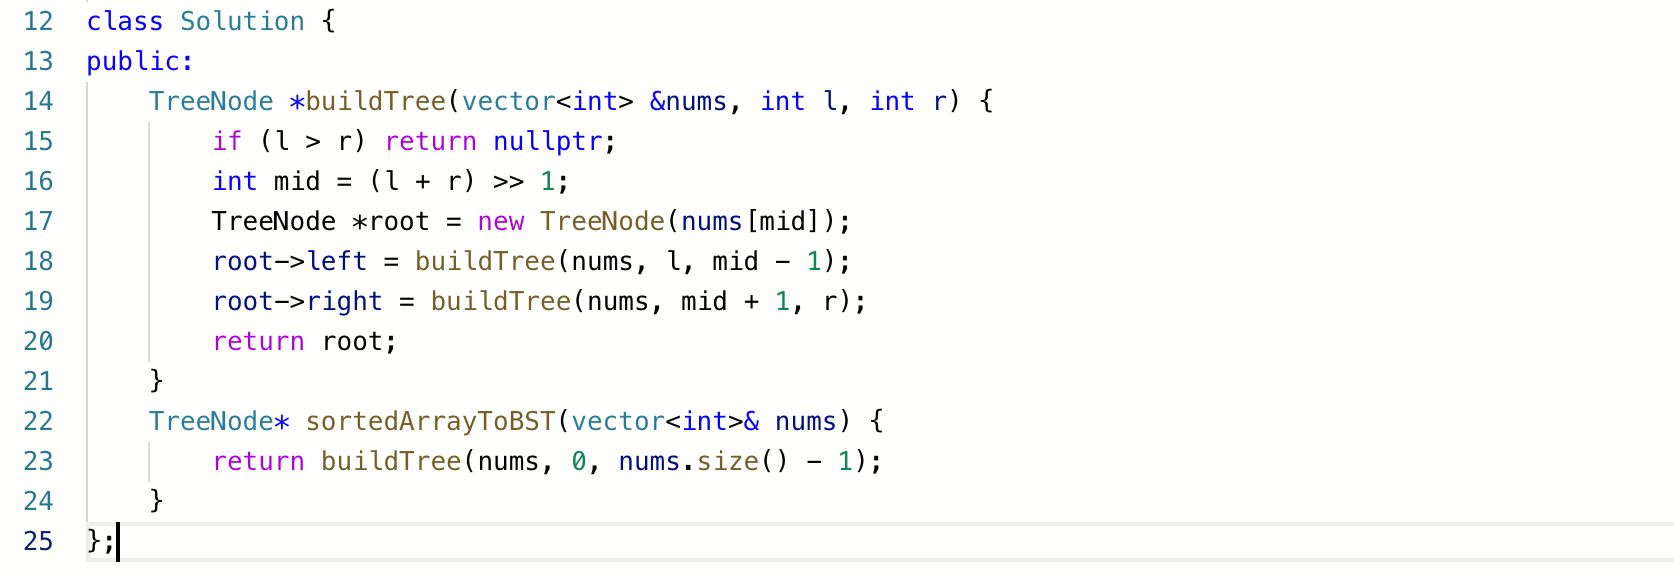 12 class Solution {
13 public:
14     TreeNode *buildTree(vector<int> &nums, int l, int r) {
15         if (l > r) return nullptr;
16         int mid = (l + r) >> 1;
17         TreeNode *root = new TreeNode(nums[mid]);
18         root->left = buildTree(nums, l, mid - 1);
19         root->right = buildTree(nums, mid + 1, r);
20         return root;
21     }
22     TreeNode* sortedArrayToBST(vector<int>& nums) {
23         return buildTree(nums, 0, nums.size() - 1);
24     }
25 };